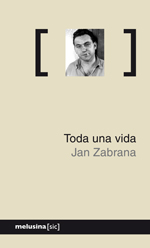 [ ]
Toda una vida
Jan Zabrana
melusina[sic]